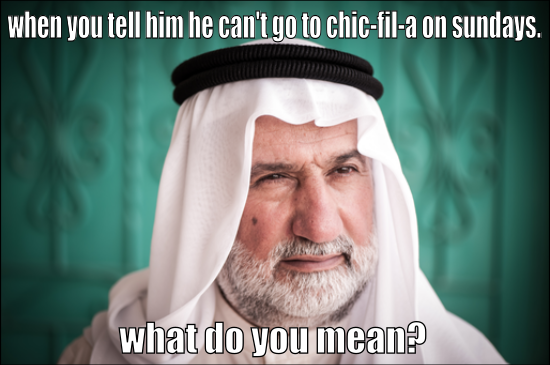 when you tell him he can't go to chic-fil-a on sundays.
what do you mean?